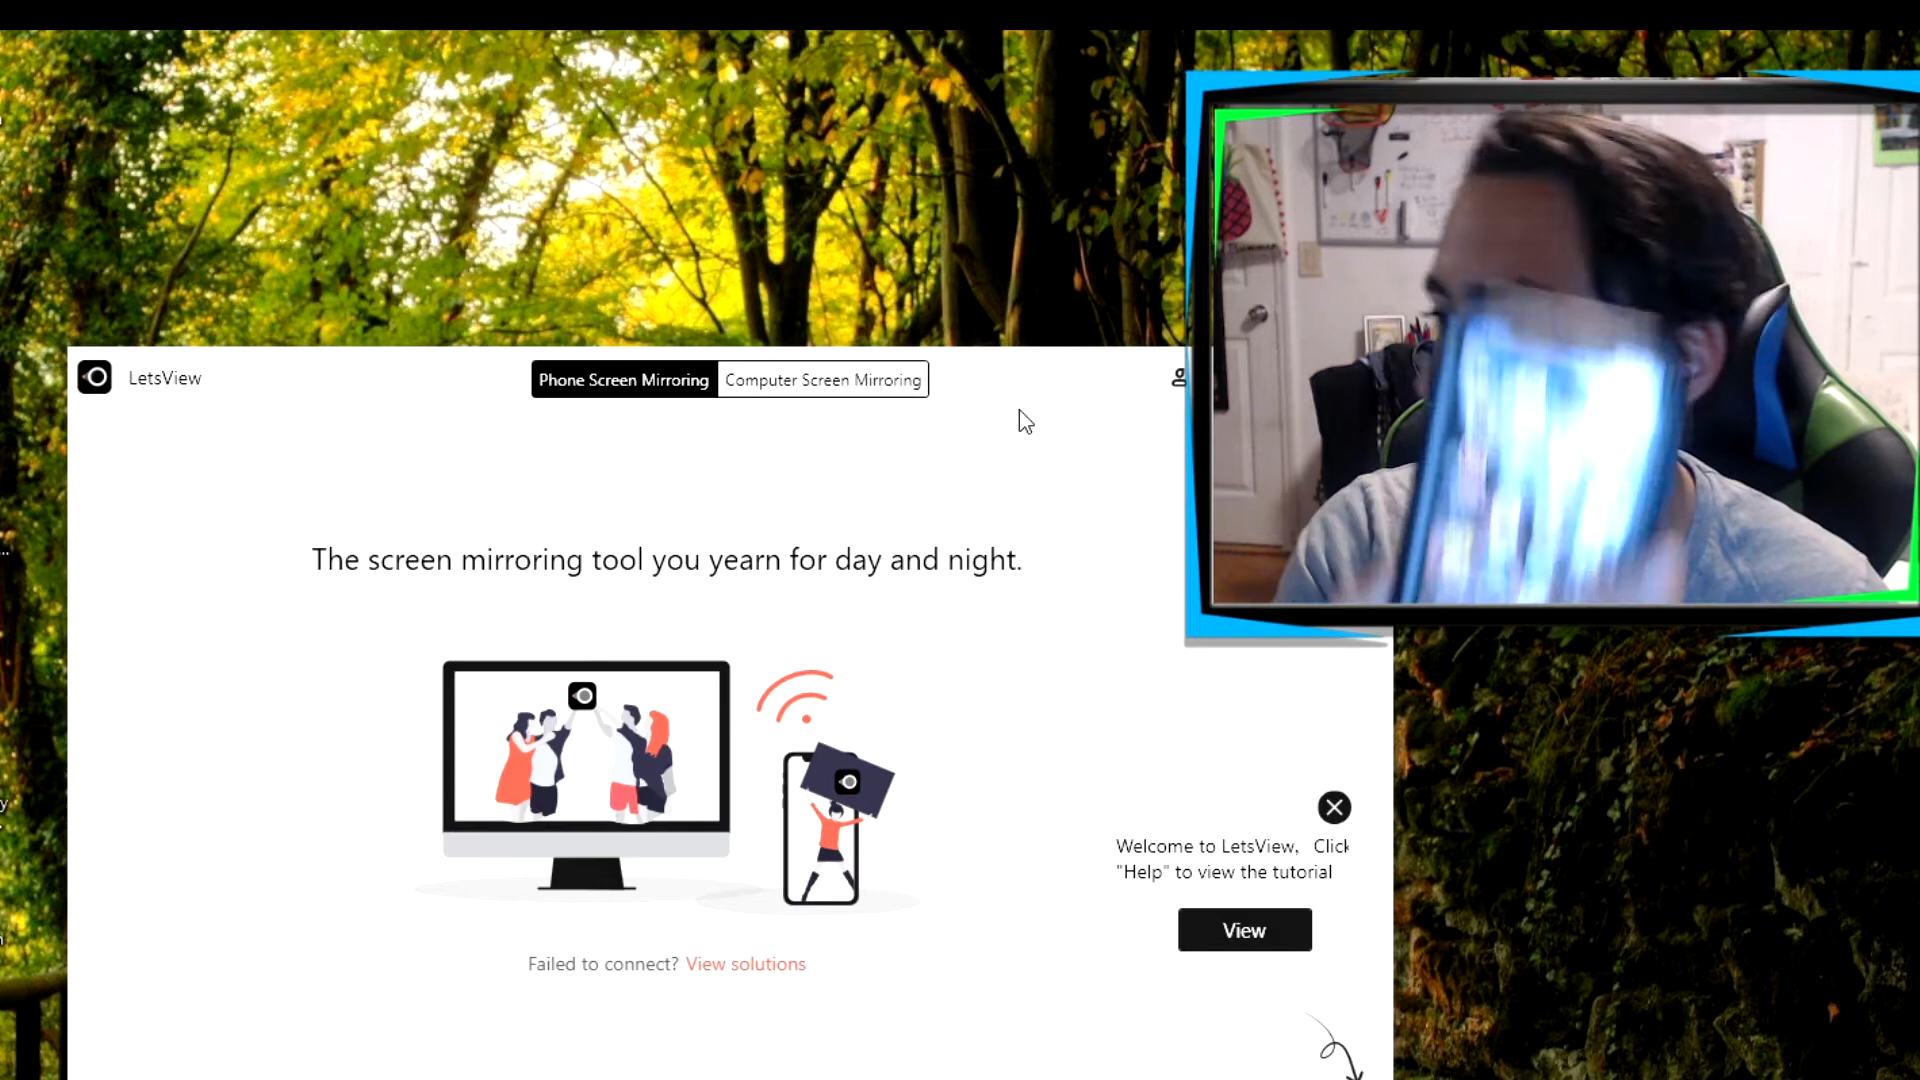 LetsView
Phone Screen Mirroring
Computer Screen Mirroring
The screen mirroring tool you yearn for day and night.
Welcome to LetsView, Click
"Help" to view the tutorial
View
Failed to connect? View solutions